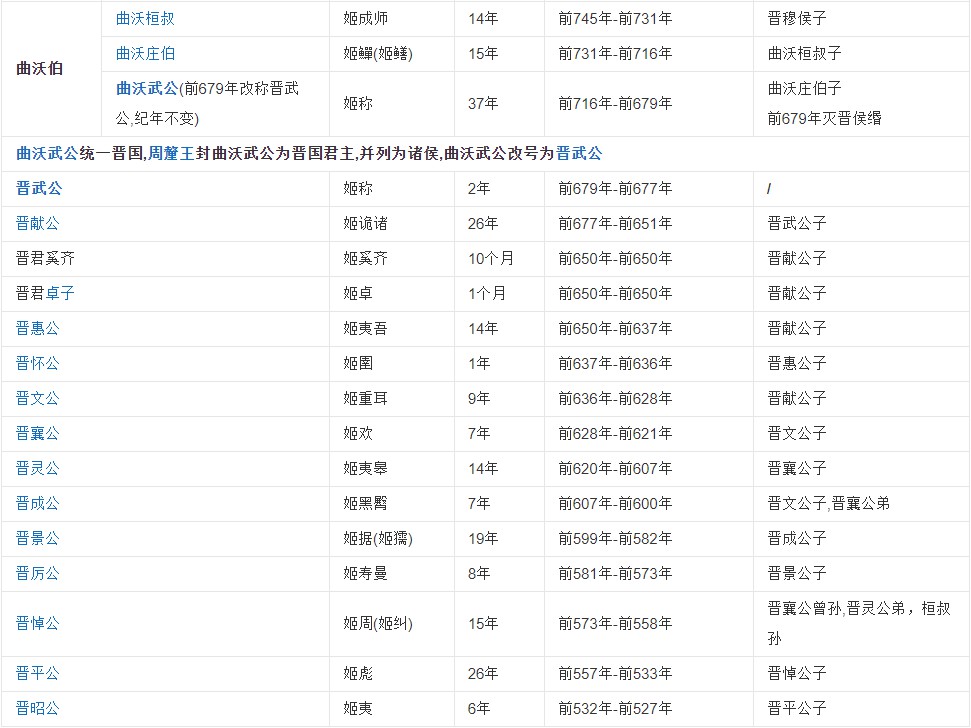 曲沃伯
曲沃桓叔 姬成师 14年 前745年-前731年 晋穆侯子
曲沃庄伯 姬鱓(姬鳝) 15年 前731年-前716年 曲沃桓叔子
曲沃武公(前679年改称晋武公,纪年不变) 姬称 37年 前716年-前679年 曲沃庄伯子 前679年灭晋侯缗
曲沃武公统一晋国,周釐王封曲沃武公为晋国君主,并列为诸侯,曲沃武公改号为晋武公
晋武公 姬称 2年 前679年-前677年 /
晋献公 姬诡诸 26年 前677年-前651年 晋武公子
晋君奚齐 姬奚齐 10个月 前650年-前650年 晋献公子
晋君卓子 姬卓 1个月 前650年-前650年 晋献公子
晋惠公 姬夷吾 14年 前650年-前637年 晋献公子
晋怀公 姬圉 1年 前637年-前636年 晋惠公子
晋文公 姬重耳 9年 前636年-前628年 晋献公子
晋襄公 姬欢 7年 前628年-前621年 晋文公子
晋灵公 姬夷皋 14年 前620年-前607年 晋襄公子
晋成公 姬黑臀 7年 前607年-前600年 晋文公子,晋襄公弟
晋景公 姬据(姬獳) 19年 前599年-前582年 晋成公子
晋厉公 姬寿曼 8年 前581年-前573年 晋景公子
晋悼公 姬周(姬纠) 15年 前573年-前558年 晋襄公曾孙,晋灵公弟，桓叔孙
晋平公 姬彪 26年 前557年-前533年 晋悼公子
晋昭公 姬夷 6年 前532年-前527年 晋平公子